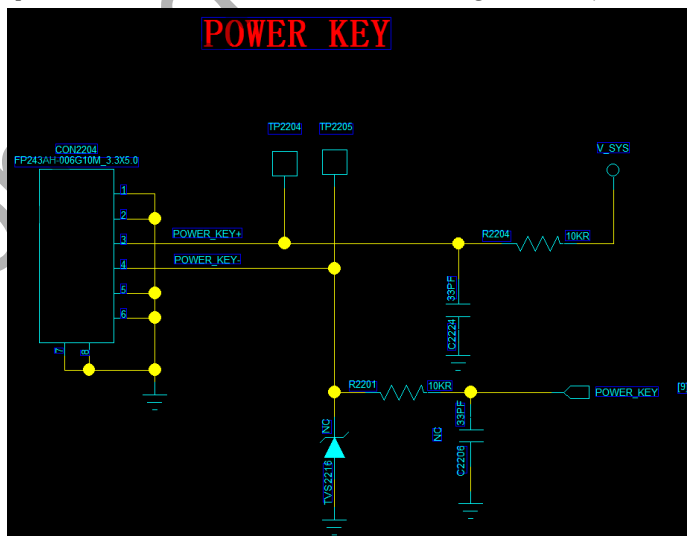 POWER KEY
TP2204
TP2205
CON2204
FP243AH-006G10M_3.3X5.0
V_SYS
1
2
3
4
5
6
7
8
POWER_KEY+
POWER_KEY-
R2204
10KR
33PF
C2224
R2201
10KR
POWER_KEY
[9]
NC
TVS2216
NC
33PF
C2206